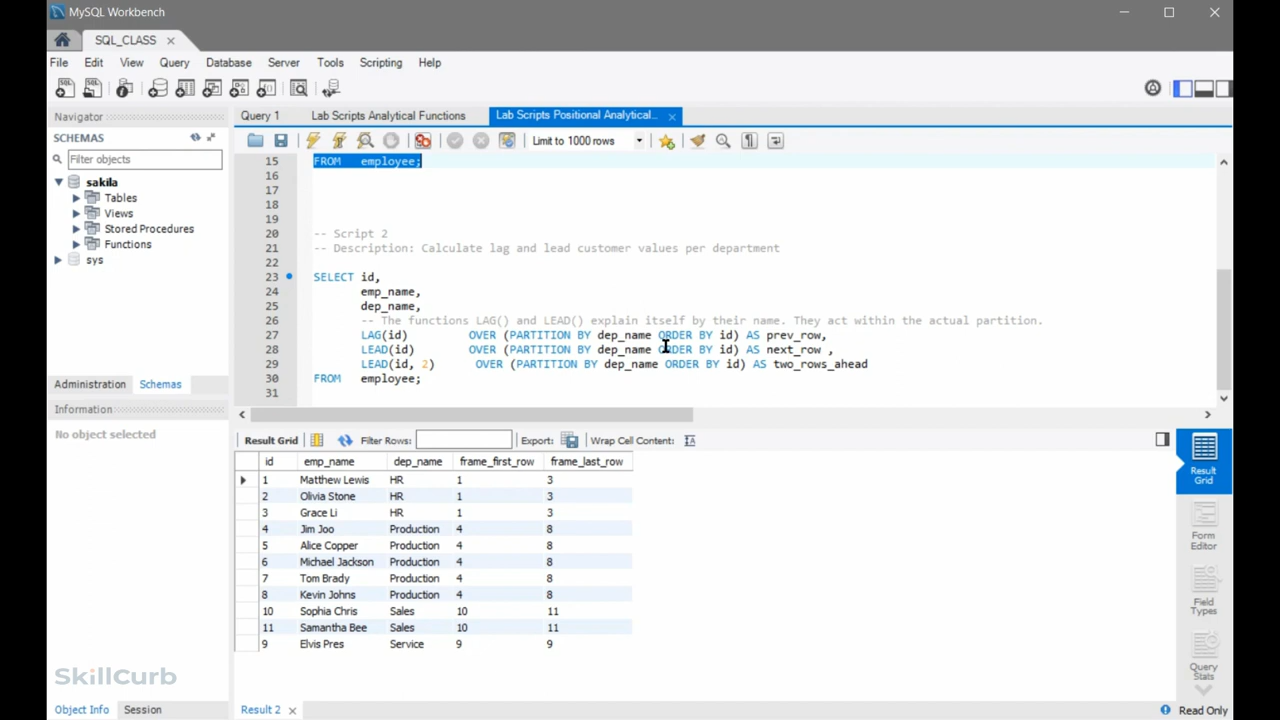 MySQL Workbench
SQL_CLASS
File Edit View Query Database Server Tools Scripting Help
Navigator
SCHEMAS
Filter objects
sakila
Tables
Views
Stored Procedures
Functions
sys
Administration Schemas
Information
No object selected
Object Info Session
Query 1 Lab Scripts Analytical Functions Lab Scripts Positional Analytical...
Limit to 1000 rows
15 FROM employee;
16
17
18
19
20 -- Script 2
21 -- Description: Calculate lag and lead customer values per department
22
23 SELECT id,
24 emp_name,
25 dep_name,
26 -- The functions LAG() and LEAD() explain itself by their name. They act within the actual partition.
27 LAG(id) OVER (PARTITION BY dep_name ORDER BY id) AS prev_row,
28 LEAD(id) OVER (PARTITION BY dep_name ORDER BY id) AS next_row ,
29 LEAD(id, 2) OVER (PARTITION BY dep_name ORDER BY id) AS two_rows_ahead
30 FROM employee;
31
Result Grid Filter Rows: Export: Wrap Cell Content:
id emp_name dep_name frame_first_row frame_last_row
1 Matthew Lewis HR 1 3
2 Olivia Stone HR 1 3
3 Grace Li HR 1 3
4 Jim Joo Production 4 8
5 Alice Copper Production 4 8
6 Michael Jackson Production 4 8
7 Tom Brady Production 4 8
8 Kevin Johns Production 4 8
10 Sophia Chris Sales 10 11
11 Samantha Bee Sales 10 11
9 Elvis Pres Service 9 9
Result
Grid
Form
Editor
Field
Types
Query
Stats
Result 2
Read Only
SkillCurb